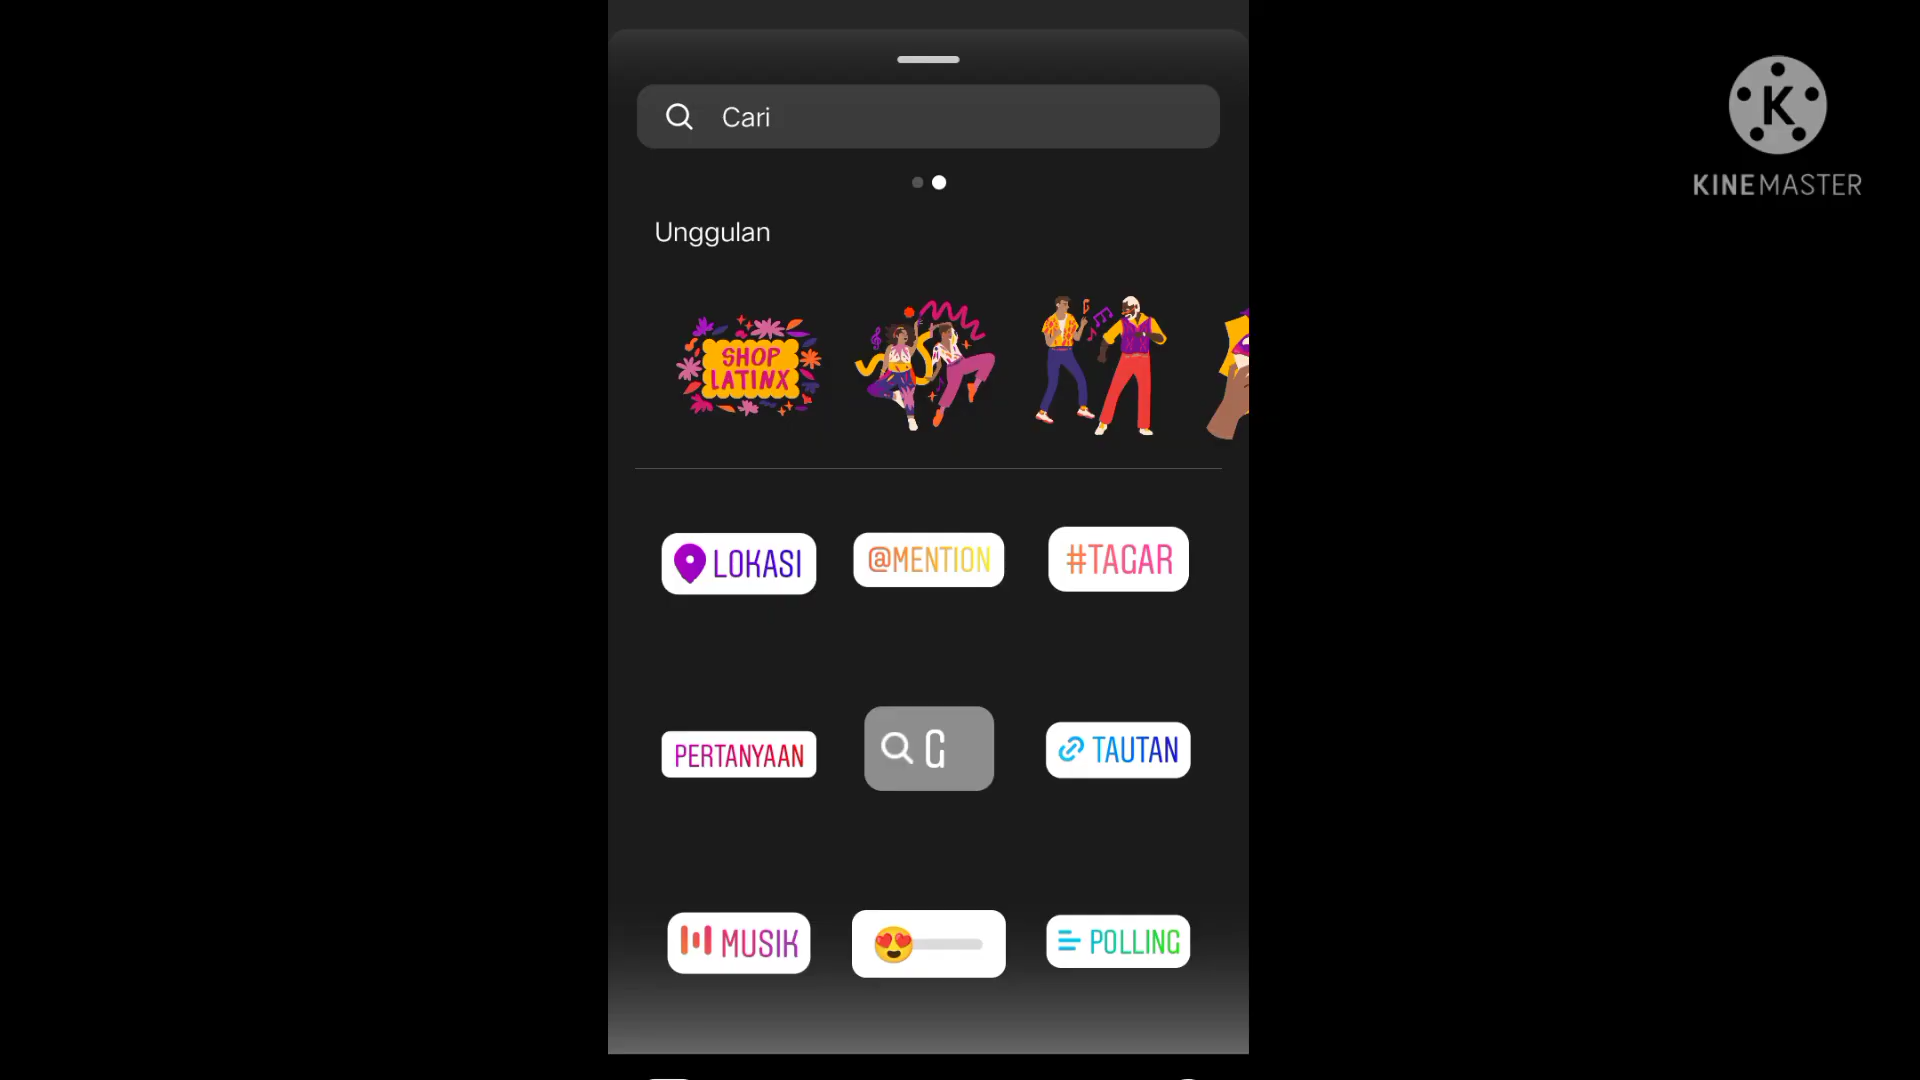 Cari
K
KINEMASTER
Unggulan
SHOP
LATINX
LOKASI
@MENTION
#TAGAR
PERTANYAAN
G
TAUTAN
MUSIK
POLLING